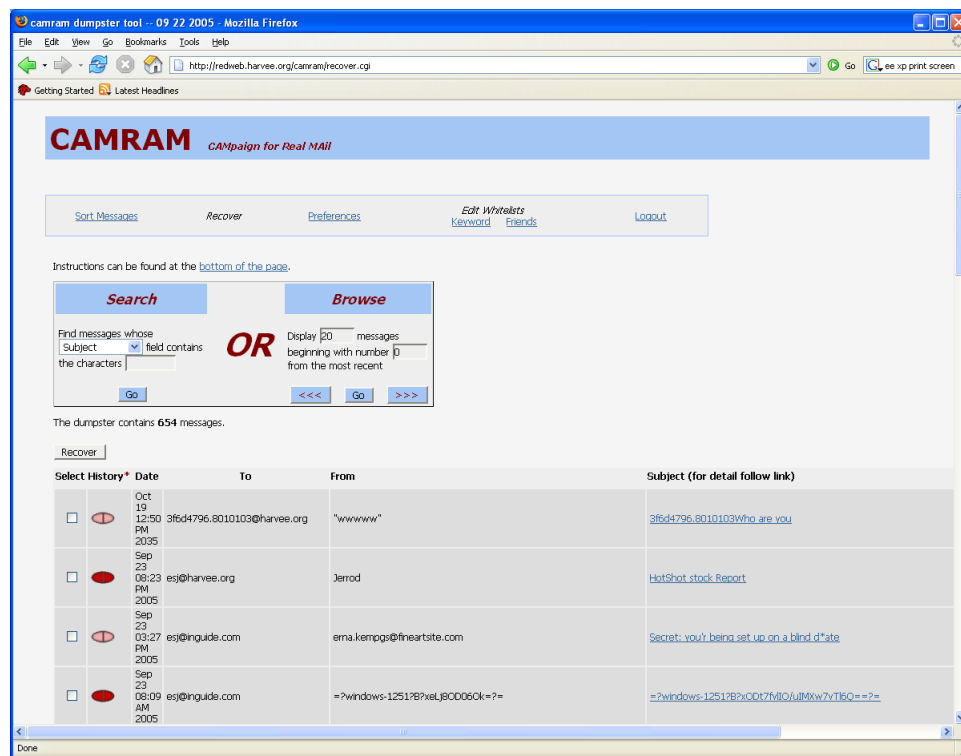 camram dumpster tool -- 09 22 2005 - Mozilla Firefox
File Edit View Go Bookmarks Tools Help
http://redweb.harvee.org/camram/recover.cgi Go ee xp print screen
Getting Started Latest Headlines
CAMRAM CAMpaign for Real MAil
Sort Messages Recover Preferences Edit Whitelists Logout
Keyword Friends
Instructions can be found at the bottom of the page.
Search Browse
OR
Find messages whose
Subject field contains
the characters
Go
Display 20 messages
beginning with number 0
from the most recent
<<< Go >>>
The dumpster contains 654 messages.
Recover
Select History* Date To From Subject (for detail follow link)
Oct 19 12:50 PM 2035 3f6d4796.8010103@harvee.org "wwwww" 3f6d4796.8010103Who are you
Sep 23 08:23 PM 2005 esj@harvee.org Jerrod HotShot stock Report
Sep 23 03:27 PM 2005 esj@inguide.com erna.kempgs@fineartsite.com Secret: you'r being set up on a blind d*ate
Sep 23 08:09 AM 2005 esj@inguide.com
Done